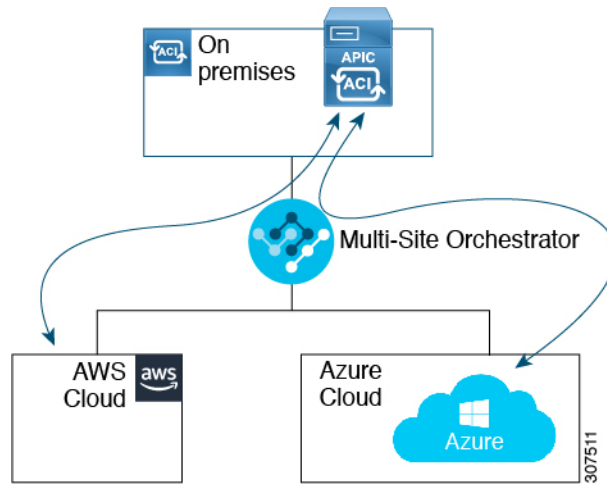 ACI
On
premises
APIC
ACI
Multi-Site Orchestrator
AWS
Cloud
aws
Azure
Cloud
Azure
307511